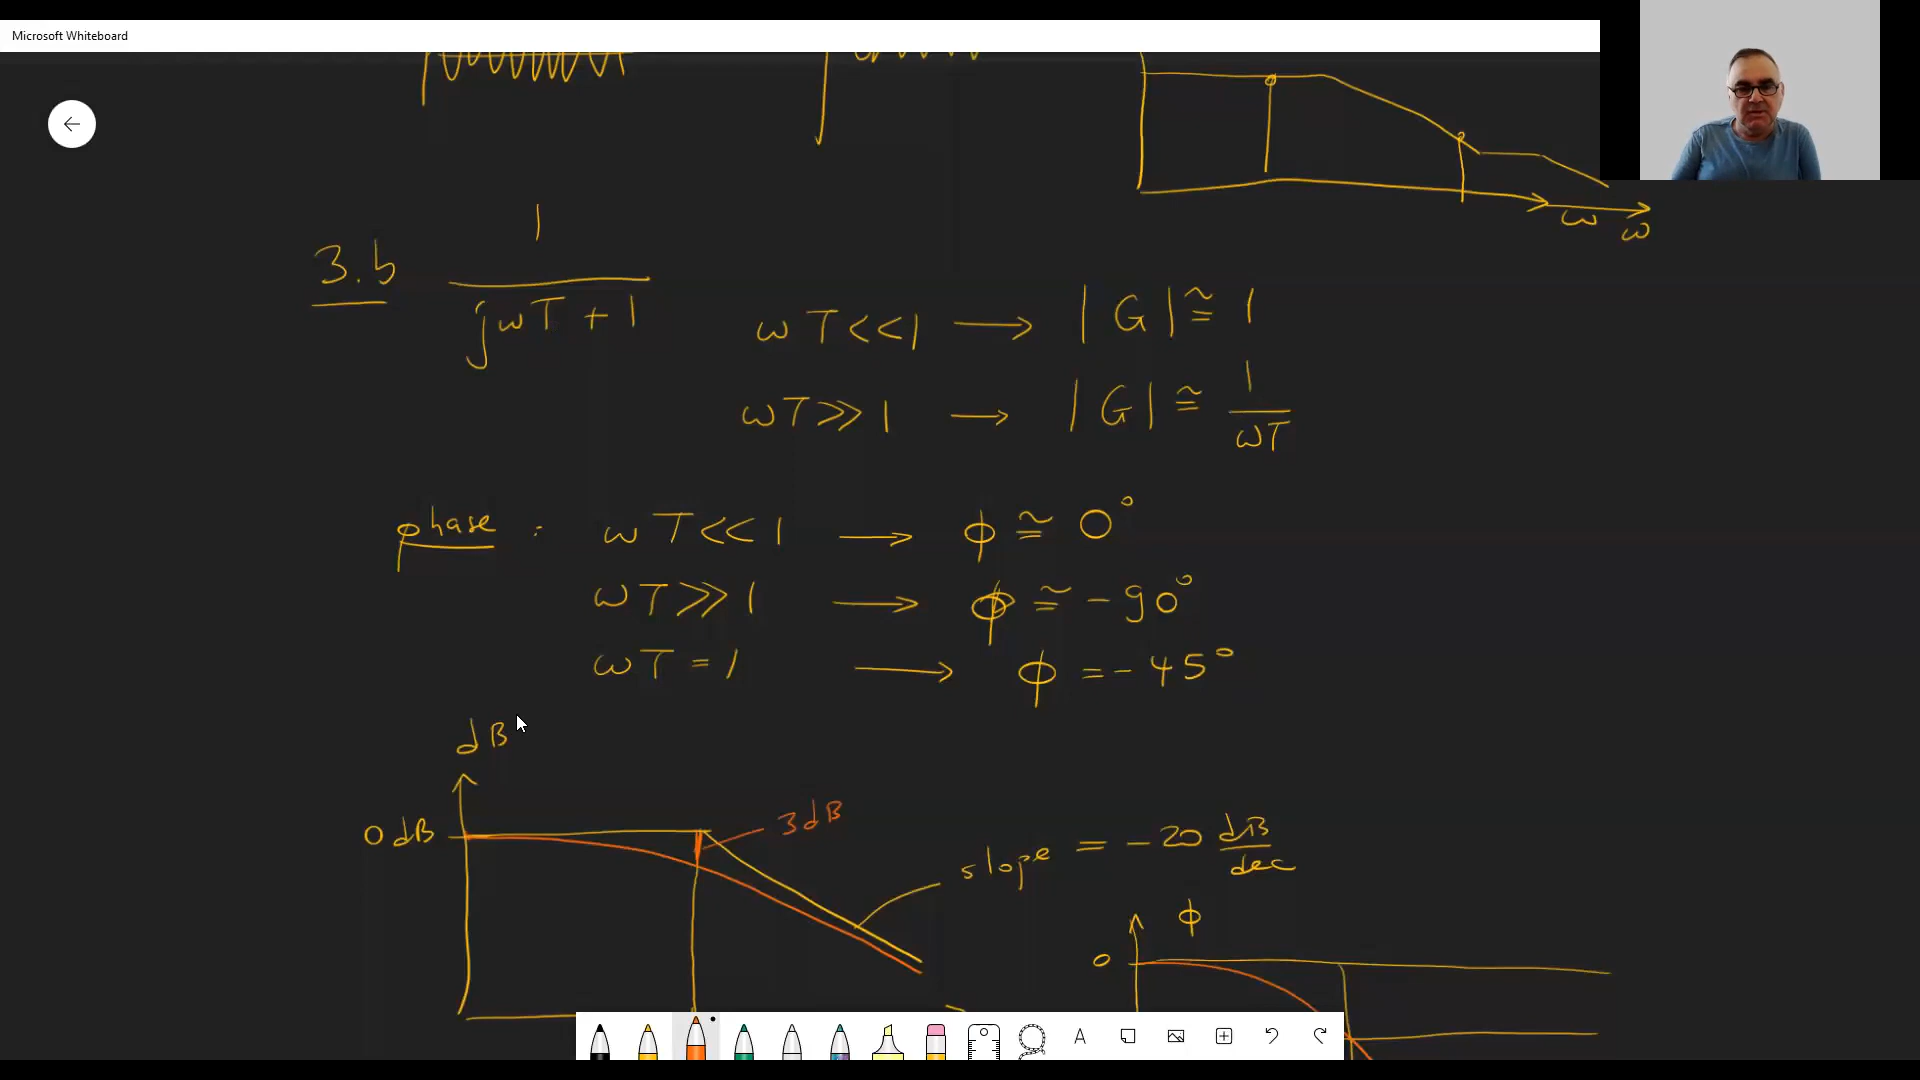 Microsoft Whiteboard
ω ω
3.b 1
jωT + 1
ωT<<1 → |G| ≅ 1
ωT>>1 → |G| ≅ 1
ωT
phase : ωT<<1 → ϕ ≅ 0°
ωT>>1 → ϕ ≅ -90°
ωT=1 → ϕ = -45°
dB
3dB
0 dB
slope = -20 dB
dec
ϕ
0
A